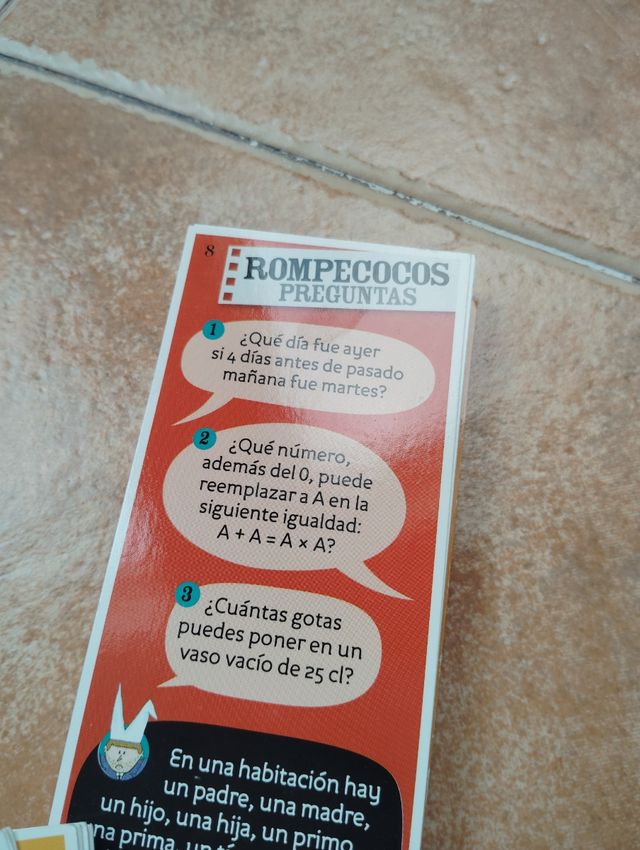 8
ROMPECOCOS
PREGUNTAS
1
¿Qué día fue ayer
si 4 días antes de pasado
mañana fue martes?
2
¿Qué número,
además del 0, puede
reemplazar a A en la
siguiente igualdad:
A + A = A × A?
3
¿Cuántas gotas
puedes poner en un
vaso vacío de 25 cl?
En una habitación hay
un padre, una madre,
un hijo, una hija, un primo
prima, un